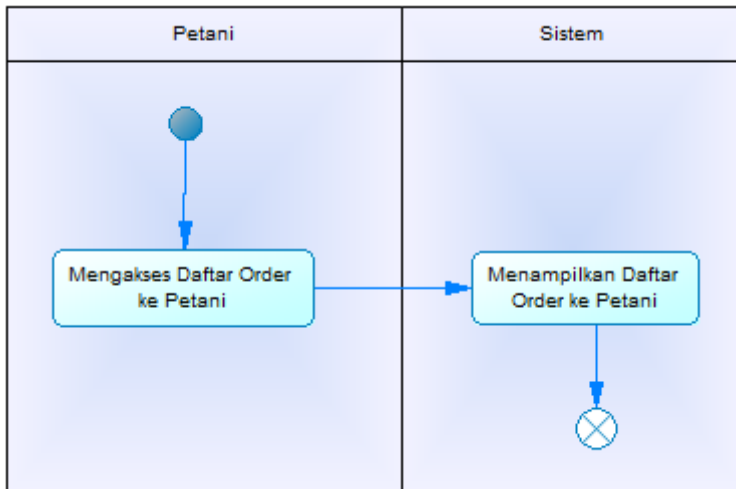 Petani
Sistem
Mengakses Daftar Order
ke Petani
Menampilkan Daftar
Order ke Petani